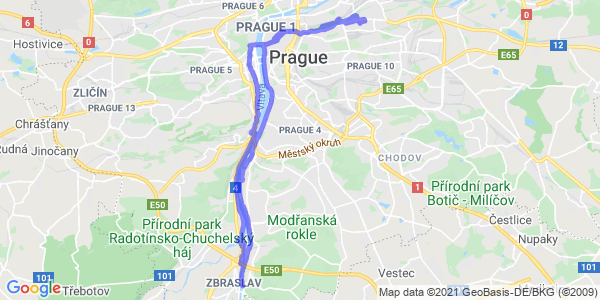 PRAGUE 6
6
PRAGUE 1
0
Hostivice
0
E65
12
Prague
PRAGUE 5
PRAGUE 10
E65
ZLIČÍN
Vltava
PRAGUE 13
Chrášťany
PRAGUE 4
Rudná
Jinočany
Městský okruh
CHODOV
4
1
Přírodní park
Botič - Milíčov
E50
Přírodní park
Radotínsko-Chuchelský
háj
Modřanská
rokle
Čestlice
Nupaky
E50
Vestec
101
101
101
ZBRASLAV
Třebotov
Google
Map data ©2021 GeoBasis-DE/BKG (©2009)